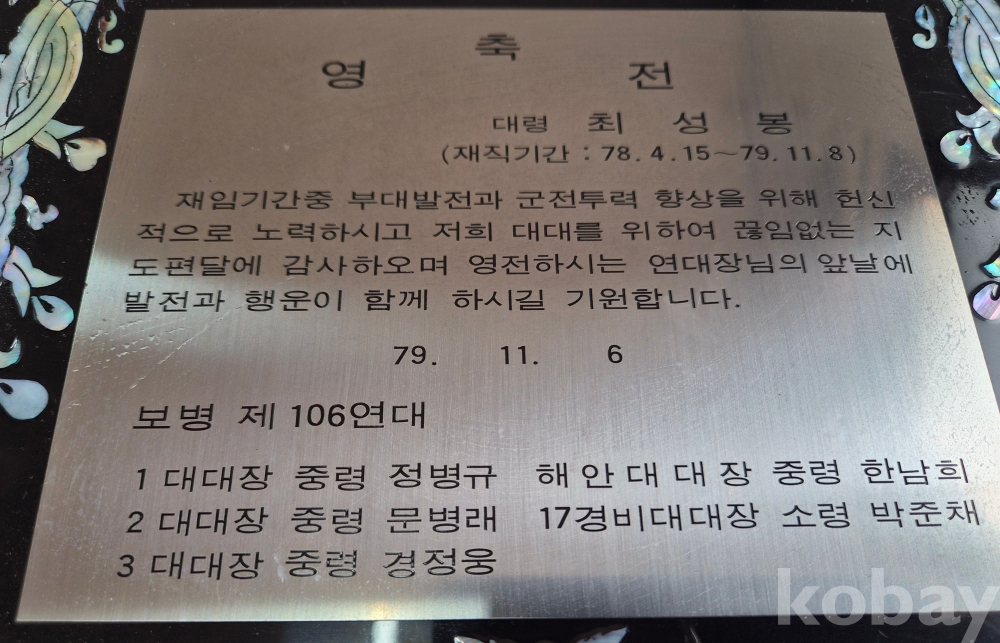 축
영 전
대령 최 성 봉
(재직기간 : 78. 4. 15~79. 11. 8)
재임기간중 부대발전과 군전투력 향상을 위해 헌신
적으로 노력하시고 저희 대대를 위하여 끊임없는 지
도편달에 감사하오며 영전하시는 연대장님의 앞날에
발전과 행운이 함께 하시길 기원합니다.
79. 11. 6
보병 제 106연대
1 대대장 중령 정병규 해안대대장 중령 한남희
2 대대장 중령 문병래 17경비대대장 소령 박준채
3 대대장 중령 경정웅
kobay